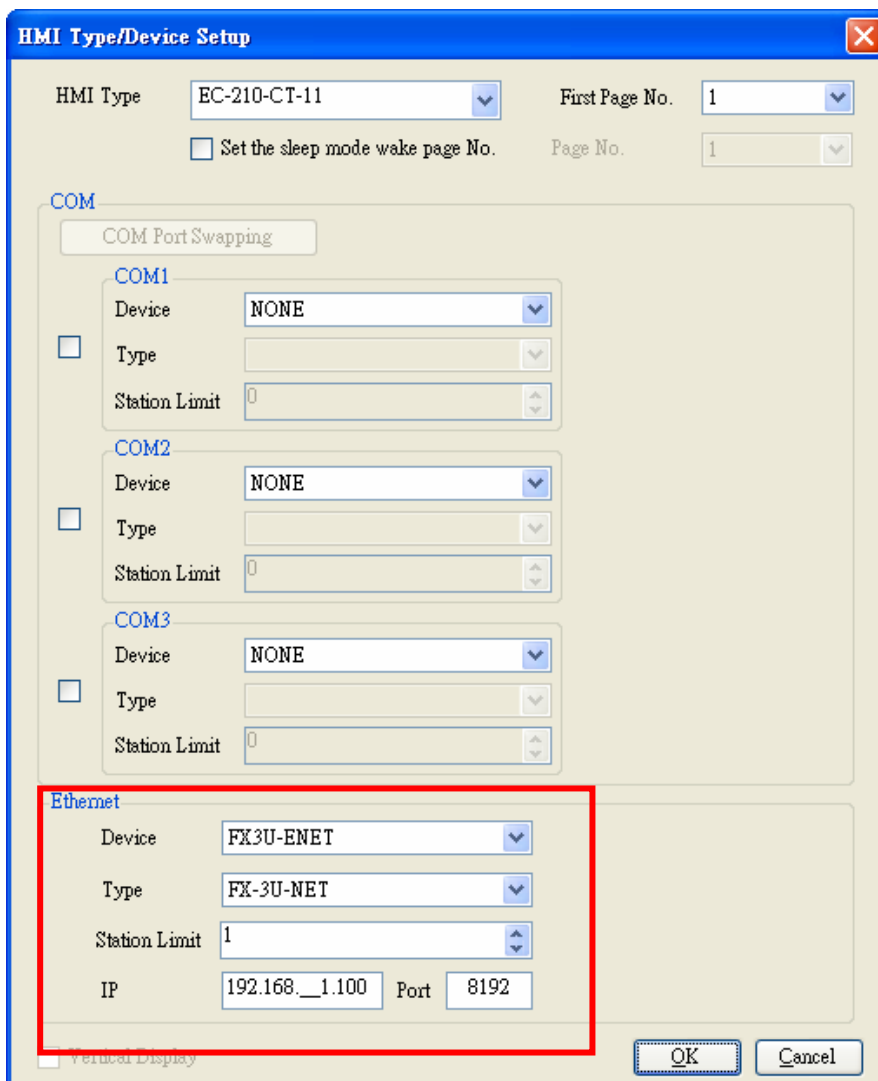 HMI Type/Device Setup
HMI Type EC-210-CT-11 First Page No. 1
Set the sleep mode wake page No. Page No. 1
COM
COM Port Swapping
COM1
Device NONE
Type
Station Limit 0
COM2
Device NONE
Type
Station Limit 0
COM3
Device NONE
Type
Station Limit 0
Ethernet
Device FX3U-ENET
Type FX-3U-NET
Station Limit 1
IP 192.168.__1.100 Port 8192
Vertical Display OK Cancel